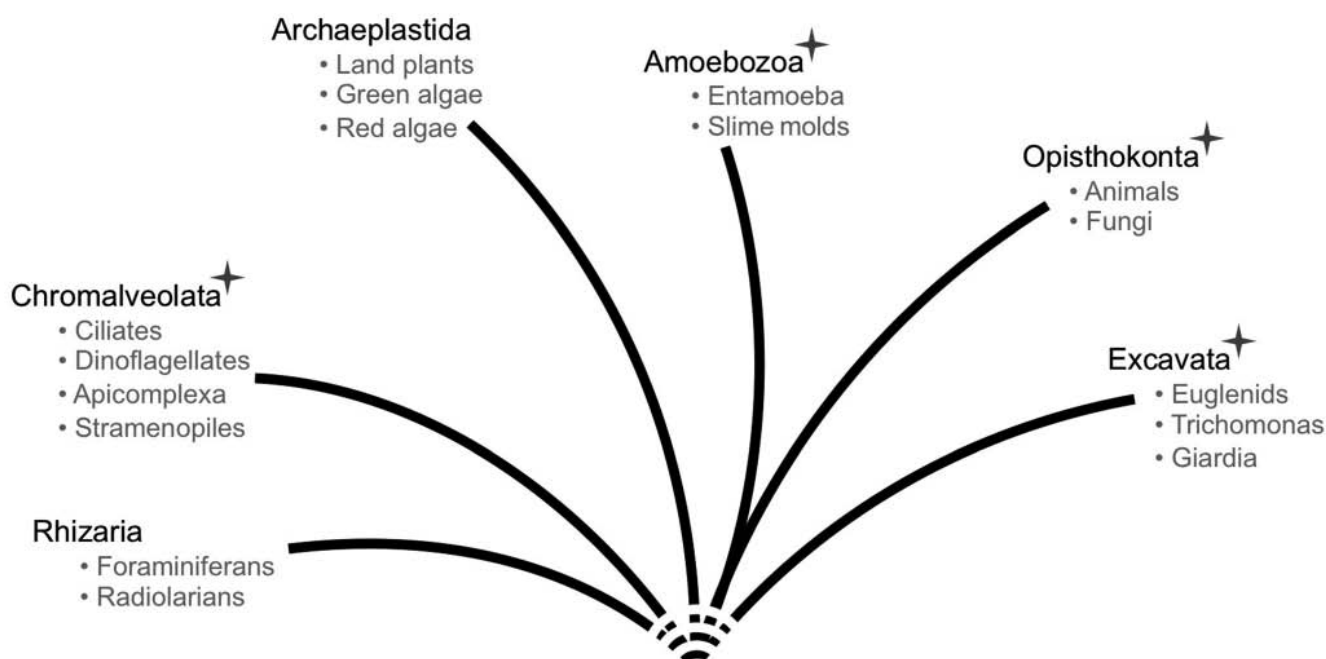 Archaeplastida
• Land plants
• Green algae
• Red algae
Amoebozoa
• Entamoeba
• Slime molds
Opisthokonta
• Animals
• Fungi
Chromalveolata
• Ciliates
• Dinoflagellates
• Apicomplexa
• Stramenopiles
Excavata
• Euglenids
• Trichomonas
• Giardia
Rhizaria
• Foraminiferans
• Radiolarians